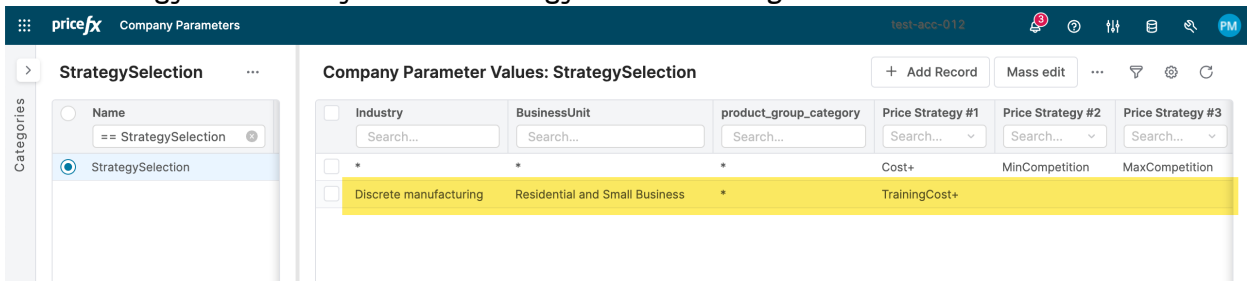 pricefx Company Parameters test-acc-012 3 PM
Categories
StrategySelection ...
Name
== StrategySelection
StrategySelection
Company Parameter Values: StrategySelection + Add Record Mass edit ...
Industry BusinessUnit product_group_category Price Strategy #1 Price Strategy #2 Price Strategy #3
Search... Search... Search... Search... Search... Search...
* * * Cost+ MinCompetition MaxCompetition
Discrete manufacturing Residential and Small Business * TrainingCost+